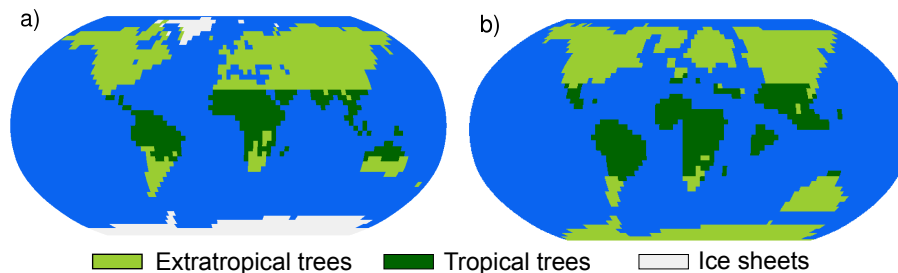 a)
b)
Extratropical trees
Tropical trees
Ice sheets